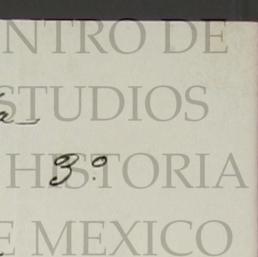 NTRO DE
STUDIOS
HISTORIA
3º
E MEXICO